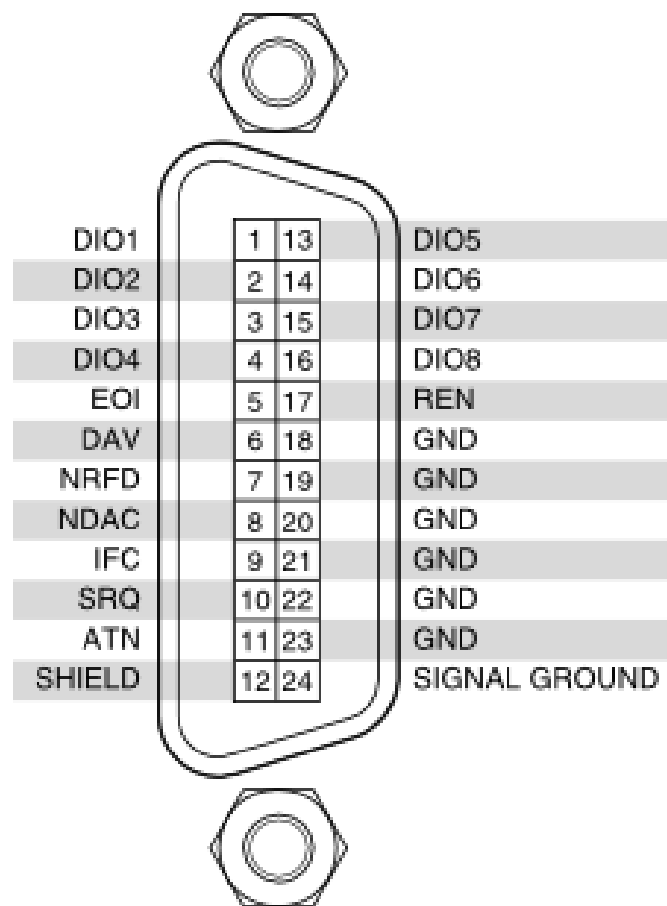 DIO1 1 13 DIO5
DIO2 2 14 DIO6
DIO3 3 15 DIO7
DIO4 4 16 DIO8
EOI 5 17 REN
DAV 6 18 GND
NRFD 7 19 GND
NDAC 8 20 GND
IFC 9 21 GND
SRQ 10 22 GND
ATN 11 23 GND
SHIELD 12 24 SIGNAL GROUND